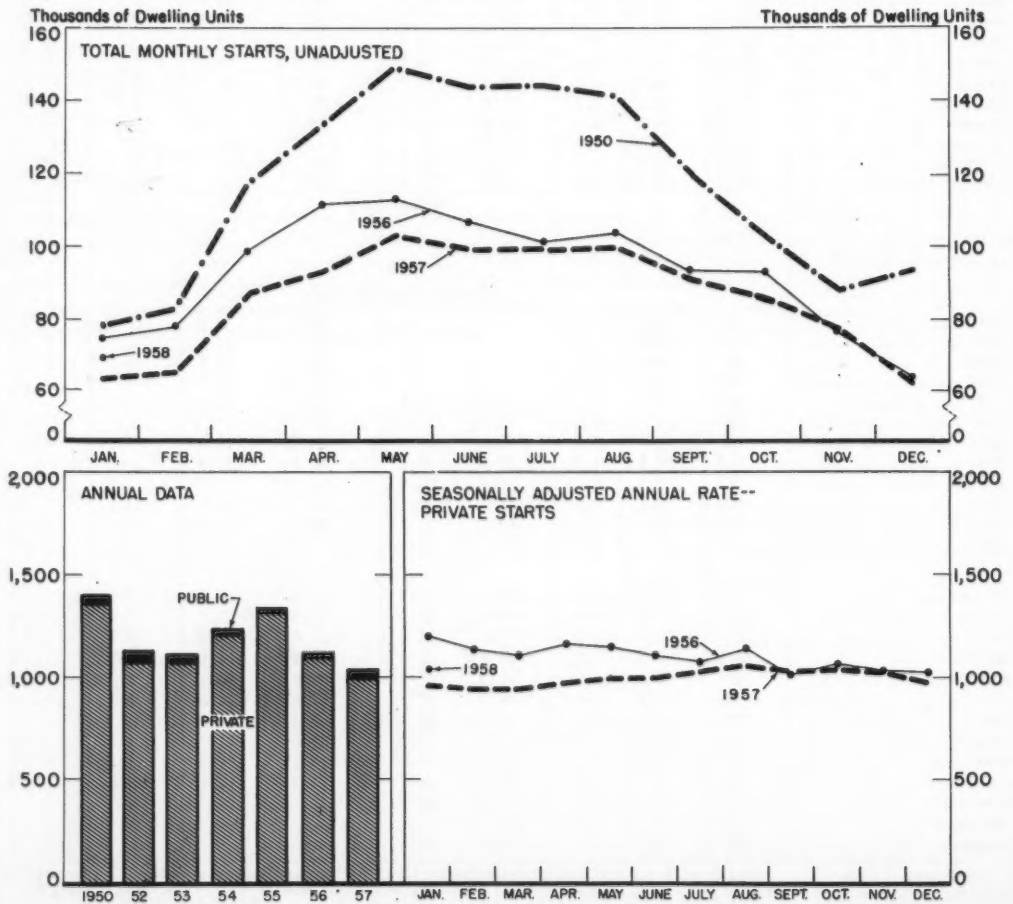 Thousands of Dwelling Units Thousands of Dwelling Units
160 160
TOTAL MONTHLY STARTS, UNADJUSTED
140 140
1950
120 120
1956
100 100
1957
80 80
1958
60 60
0 0
JAN. FEB. MAR. APR. MAY JUNE JULY AUG. SEPT. OCT. NOV. DEC.
2,000 2,000
ANNUAL DATA
SEASONALLY ADJUSTED ANNUAL RATE--
PRIVATE STARTS
1,500 1,500
PUBLIC
1956
1958
1,000 1,000
1957
PRIVATE
500 500
0 0
1950 52 53 54 55 56 57
JAN. FEB. MAR. APR. MAY JUNE JULY AUG. SEPT. OCT. NOV. DEC.